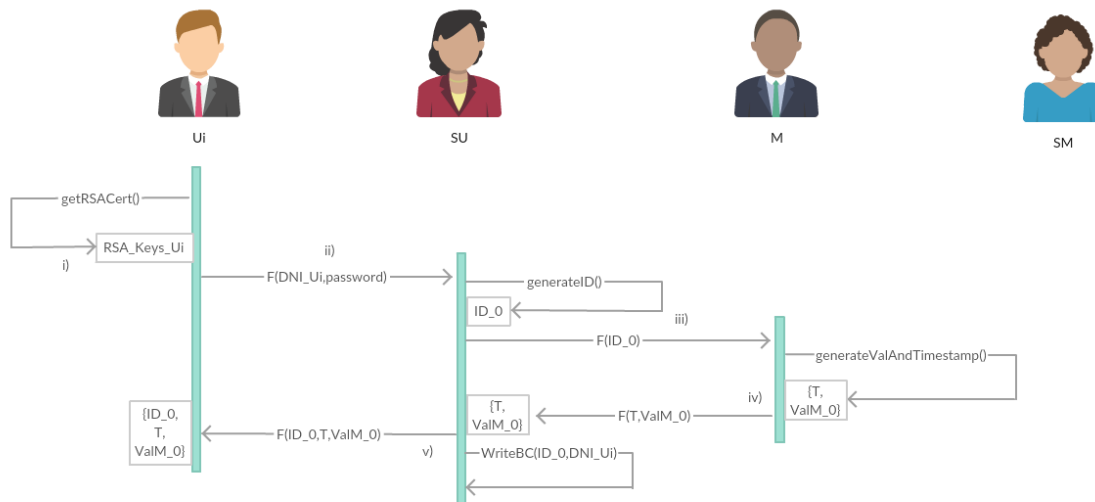 Ui
SU
M
SM
getRSACert()
RSA_Keys_Ui
i)
ii)
F(DNI_Ui,password)
generateID()
ID_0
iii)
F(ID_0)
generateValAndTimestamp()
{T,
ValM_0}
iv)
F(T,ValM_0)
{T,
ValM_0}
F(ID_0,T,ValM_0)
v)
{ID_0,
T,
ValM_0}
WriteBC(ID_0,DNI_Ui)